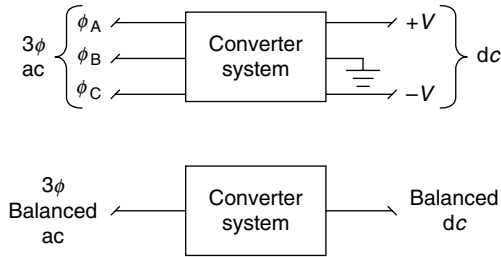 3ϕ
ac
ϕA
ϕB
ϕC
Converter
system
+V
−V
dc
3ϕ
Balanced
ac
Converter
system
Balanced
dc